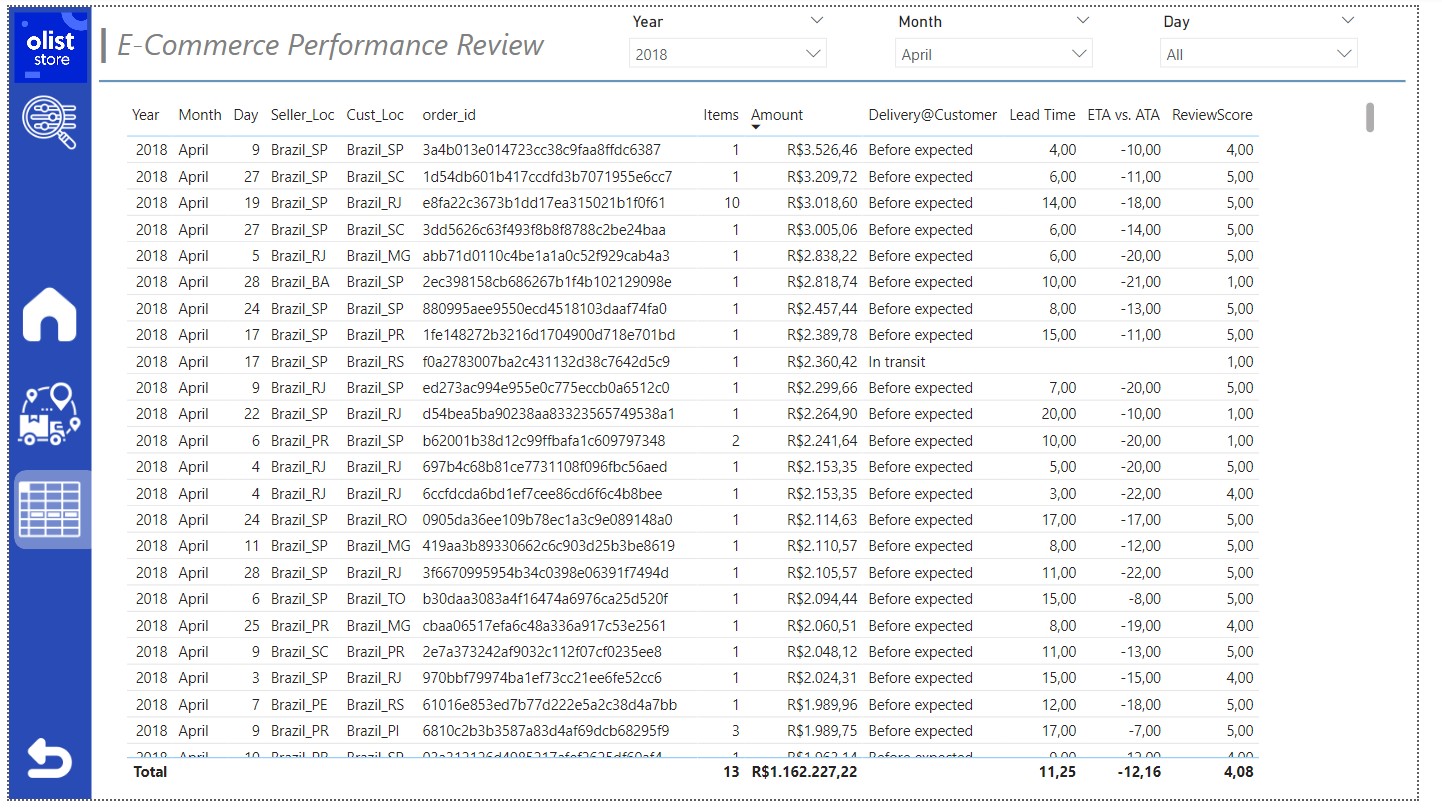 olist
store
E-Commerce Performance Review
Year Month Day
2018 April All
Year Month Day Seller_Loc Cust_Loc order_id Items Amount Delivery@Customer Lead Time ETA vs. ATA ReviewScore
2018 April 9 Brazil_SP Brazil_SP 3a4b013e014723cc38c9faa8ffdc6387 1 R$3.526,46 Before expected 4,00 -10,00 4,00
2018 April 27 Brazil_SP Brazil_SC 1d54db601b417ccdfd3b7071955e6cc7 1 R$3.209,72 Before expected 6,00 -11,00 5,00
2018 April 19 Brazil_SP Brazil_RJ e8fa22c3673b1dd17ea315021b1f0f61 10 R$3.018,60 Before expected 14,00 -18,00 5,00
2018 April 27 Brazil_SP Brazil_SC 3dd5626c63f493f8b8f8788c2be24baa 1 R$3.005,06 Before expected 6,00 -14,00 5,00
2018 April 5 Brazil_RJ Brazil_MG abb71d0110c4be1a1a0c52f929cab4a3 1 R$2.838,22 Before expected 6,00 -20,00 5,00
2018 April 28 Brazil_BA Brazil_SP 2ec398158cb686267b1f4b102129098e 1 R$2.818,74 Before expected 10,00 -21,00 1,00
2018 April 24 Brazil_SP Brazil_SP 880995aee9550ecd4518103daaf74fa0 1 R$2.457,44 Before expected 8,00 -13,00 5,00
2018 April 17 Brazil_SP Brazil_PR 1fe148272b3216d1704900d718e701bd 1 R$2.389,78 Before expected 15,00 -11,00 5,00
2018 April 17 Brazil_SP Brazil_RS f0a2783007ba2c431132d38c7642d5c9 1 R$2.360,42 In transit 1,00
2018 April 9 Brazil_RJ Brazil_SP ed273ac994e955e0c775eccb0a6512c0 1 R$2.299,66 Before expected 7,00 -20,00 5,00
2018 April 22 Brazil_SP Brazil_RJ d54bea5ba90238aa83323565749538a1 1 R$2.264,90 Before expected 20,00 -10,00 1,00
2018 April 6 Brazil_PR Brazil_SP b62001b38d12c99ffbafa1c609797348 2 R$2.241,64 Before expected 10,00 -20,00 1,00
2018 April 4 Brazil_RJ Brazil_RJ 697b4c68b81ce7731108f096fbc56aed 1 R$2.153,35 Before expected 5,00 -20,00 5,00
2018 April 4 Brazil_RJ Brazil_RJ 6ccfdcda6bd1ef7cee86cd6f6c4b8bee 1 R$2.153,35 Before expected 3,00 -22,00 4,00
2018 April 24 Brazil_SP Brazil_RO 0905da36ee109b78ec1a3c9e089148a0 1 R$2.114,63 Before expected 17,00 -17,00 5,00
2018 April 11 Brazil_SP Brazil_MG 419aa3b89330662c6c903d25b3be8619 1 R$2.110,57 Before expected 8,00 -12,00 5,00
2018 April 28 Brazil_SP Brazil_RJ 3f6670995954b34c0398e06391f7494d 1 R$2.105,57 Before expected 11,00 -22,00 5,00
2018 April 6 Brazil_SP Brazil_TO b30daa3083a4f16474a6976ca25d520f 1 R$2.094,44 Before expected 15,00 -8,00 5,00
2018 April 25 Brazil_PR Brazil_MG cbaa06517efa6c48a336a917c53e2561 1 R$2.060,51 Before expected 8,00 -19,00 4,00
2018 April 9 Brazil_SC Brazil_PR 2e7a373242af9032c112f07cf0235ee8 1 R$2.048,12 Before expected 11,00 -13,00 5,00
2018 April 3 Brazil_SP Brazil_RJ 970bbf79974ba1ef73cc21ee6fe52cc6 1 R$2.024,31 Before expected 15,00 -15,00 4,00
2018 April 7 Brazil_PE Brazil_RS 61016e853ed7b77d222e5a2c38d4a7bb 1 R$1.989,96 Before expected 12,00 -18,00 5,00
2018 April 9 Brazil_PR Brazil_PI 6810c2b3b3587a83d4af69dcb68295f9 3 R$1.989,75 Before expected 17,00 -7,00 5,00
Total 13 R$1.162.227,22 11,25 -12,16 4,08